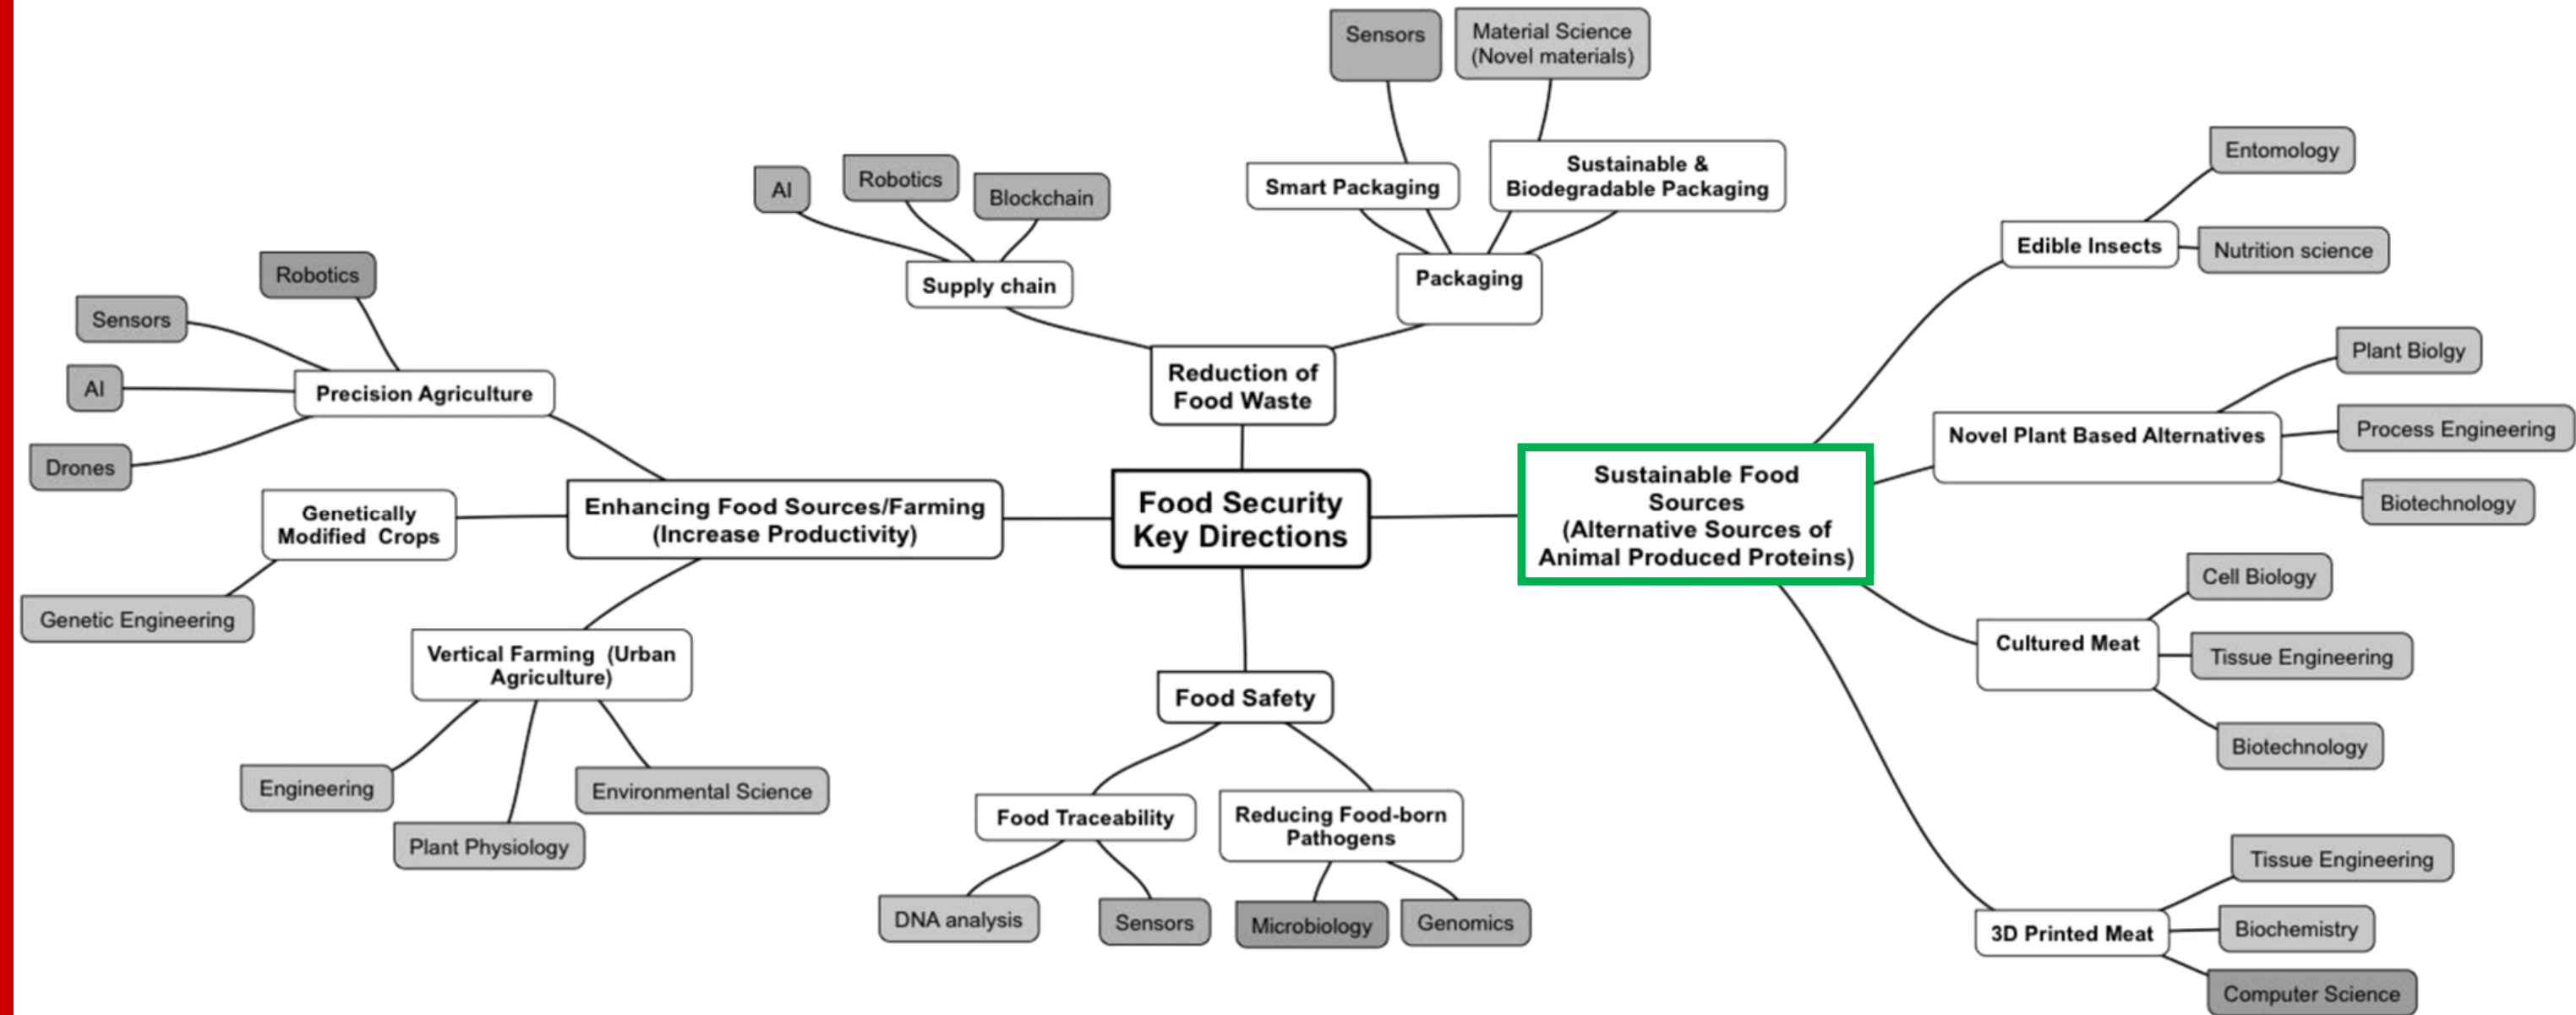 Sensors
Material Science
(Novel materials)
AI
Robotics
Blockchain
Smart Packaging
Sustainable &
Biodegradable Packaging
Supply chain
Packaging
Reduction of
Food Waste
Robotics
Sensors
AI
Drones
Precision Agriculture
Genetically
Modified Crops
Genetic Engineering
Enhancing Food Sources/Farming
(Increase Productivity)
Vertical Farming (Urban
Agriculture)
Engineering
Plant Physiology
Environmental Science
Food Security
Key Directions
Food Safety
Food Traceability
Reducing Food-born
Pathogens
DNA analysis
Sensors
Microbiology
Genomics
Sustainable Food
Sources
(Alternative Sources of
Animal Produced Proteins)
Edible Insects
Entomology
Nutrition science
Novel Plant Based Alternatives
Plant Biolgy
Process Engineering
Biotechnology
Cultured Meat
Cell Biology
Tissue Engineering
Biotechnology
3D Printed Meat
Tissue Engineering
Biochemistry
Computer Science